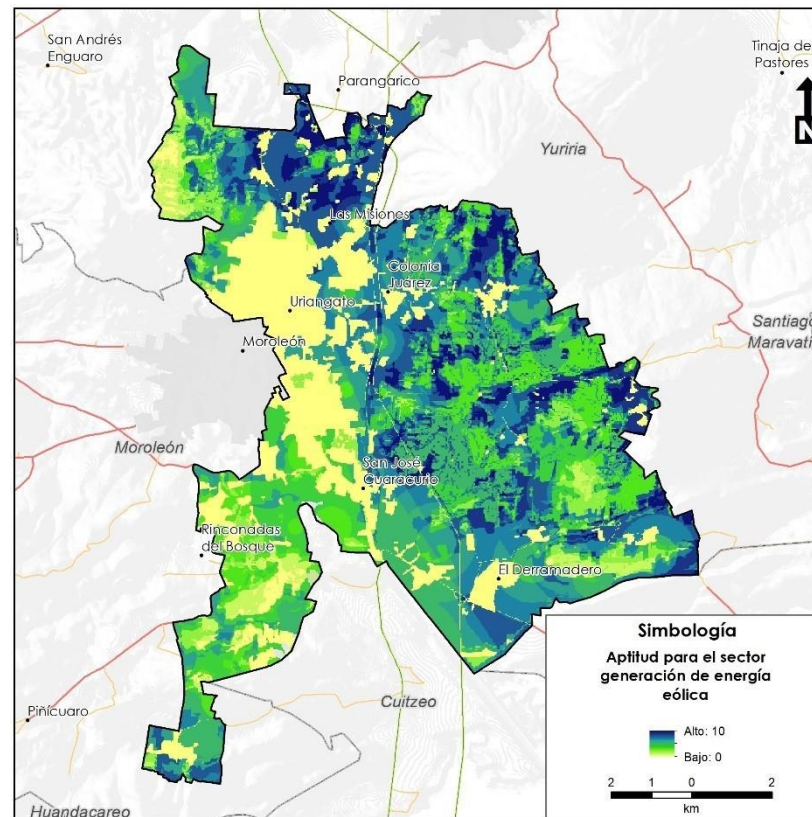 San Andrés
Enguaro
Parangarico
Tinaja de
Pastores
N
Yuriria
Las Misiones
Colonia
Juárez
Uriangato
Moroleón
Santiago
Maravatí
Moroleón
San José
Cuaracurio
Rinconadas
del Bosque
El Derramadero
Piñícuaro
Cuitzeo
Huandacareo
Simbología
Aptitud para el sector
generación de energía
eólica
Alto: 10
Bajo: 0
2 1 0 2
km